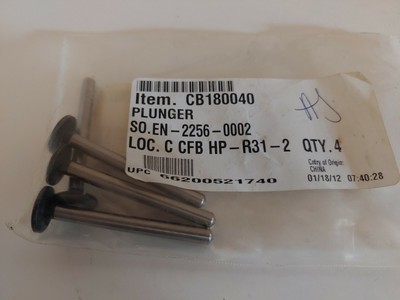 Item. CB180040
PLUNGER
SO.EN-2256-0002
LOC. C CFB HP-R31-2 QTY.4
Cntry of Origin:
CHINA
UPC 66200521740
01/18/12 07:40:28